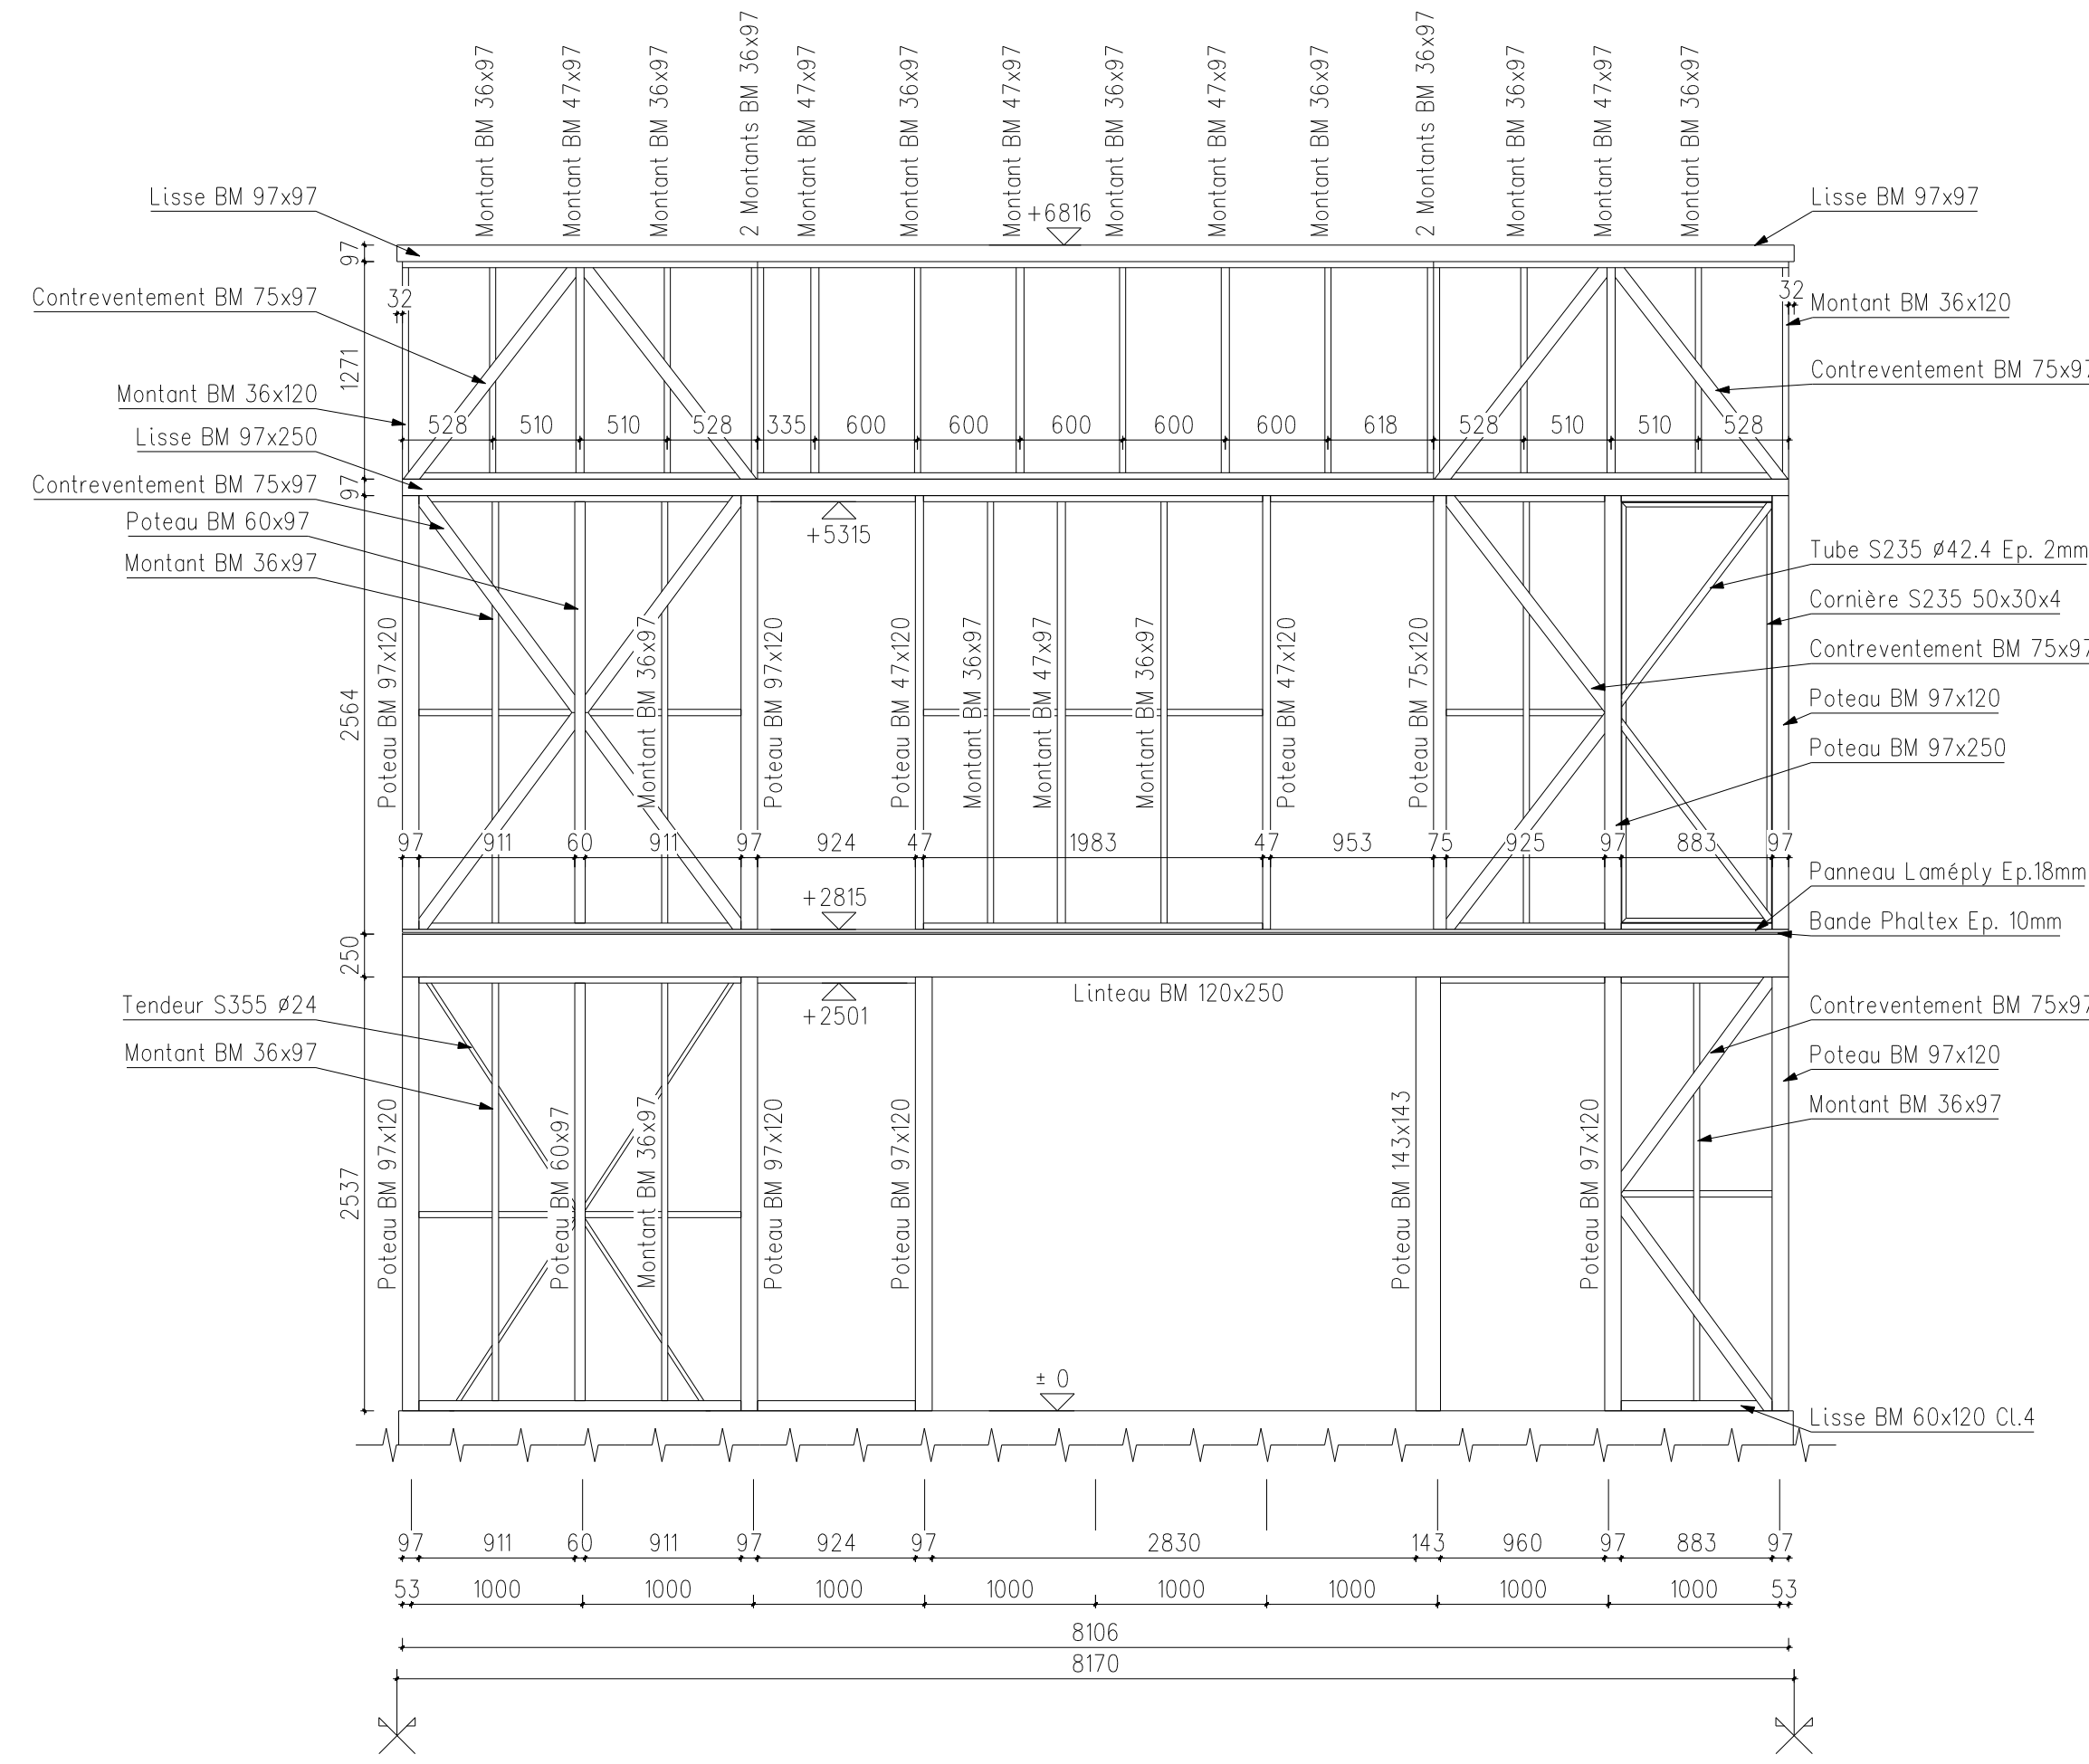 Montant BM 36x97
Montant BM 47x97
Montant BM 36x97
2 Montants BM 36x97
Montant BM 47x97
Montant BM 36x97
Montant BM 47x97
Montant BM 36x97
Montant BM 47x97
Montant BM 36x97
2 Montants BM 36x97
Montant BM 36x97
Montant BM 47x97
Montant BM 36x97
Lisse BM 97x97
+6816
Lisse BM 97x97
97
Contreventement BM 75x97
32
32
Montant BM 36x120
1271
Contreventement BM 75x97
Montant BM 36x120
528
510
510
528
335
600
600
600
600
600
618
528
510
510
528
Lisse BM 97x250
Contreventement BM 75x97
97
Poteau BM 60x97
+5315
Montant BM 36x97
Tube S235 ø42.4 Ep. 2mm
Cornière S235 50x30x4
Contreventement BM 75x97
Poteau BM 97x120
Poteau BM 97x250
2564
Poteau BM 97x120
Montant BM 36x97
Poteau BM 97x120
Poteau BM 47x120
Montant BM 36x97
Montant BM 47x97
Montant BM 36x97
Poteau BM 47x120
Poteau BM 75x120
97
911
60
911
97
924
47
1983
47
953
75
925
97
883
97
Panneau Laméply Ep.18mm
+2815
Bande Phaltex Ep. 10mm
250
Linteau BM 120x250
Tendeur S355 ø24
+2501
Contreventement BM 75x97
Montant BM 36x97
Poteau BM 97x120
Montant BM 36x97
2537
Poteau BM 97x120
Poteau BM 60x97
Montant BM 36x97
Poteau BM 97x120
Poteau BM 97x120
Poteau BM 143x143
Poteau BM 97x120
± 0
Lisse BM 60x120 Cl.4
97
911
60
911
97
924
97
2830
143
960
97
883
97
53
1000
1000
1000
1000
1000
1000
1000
1000
53
8106
8170